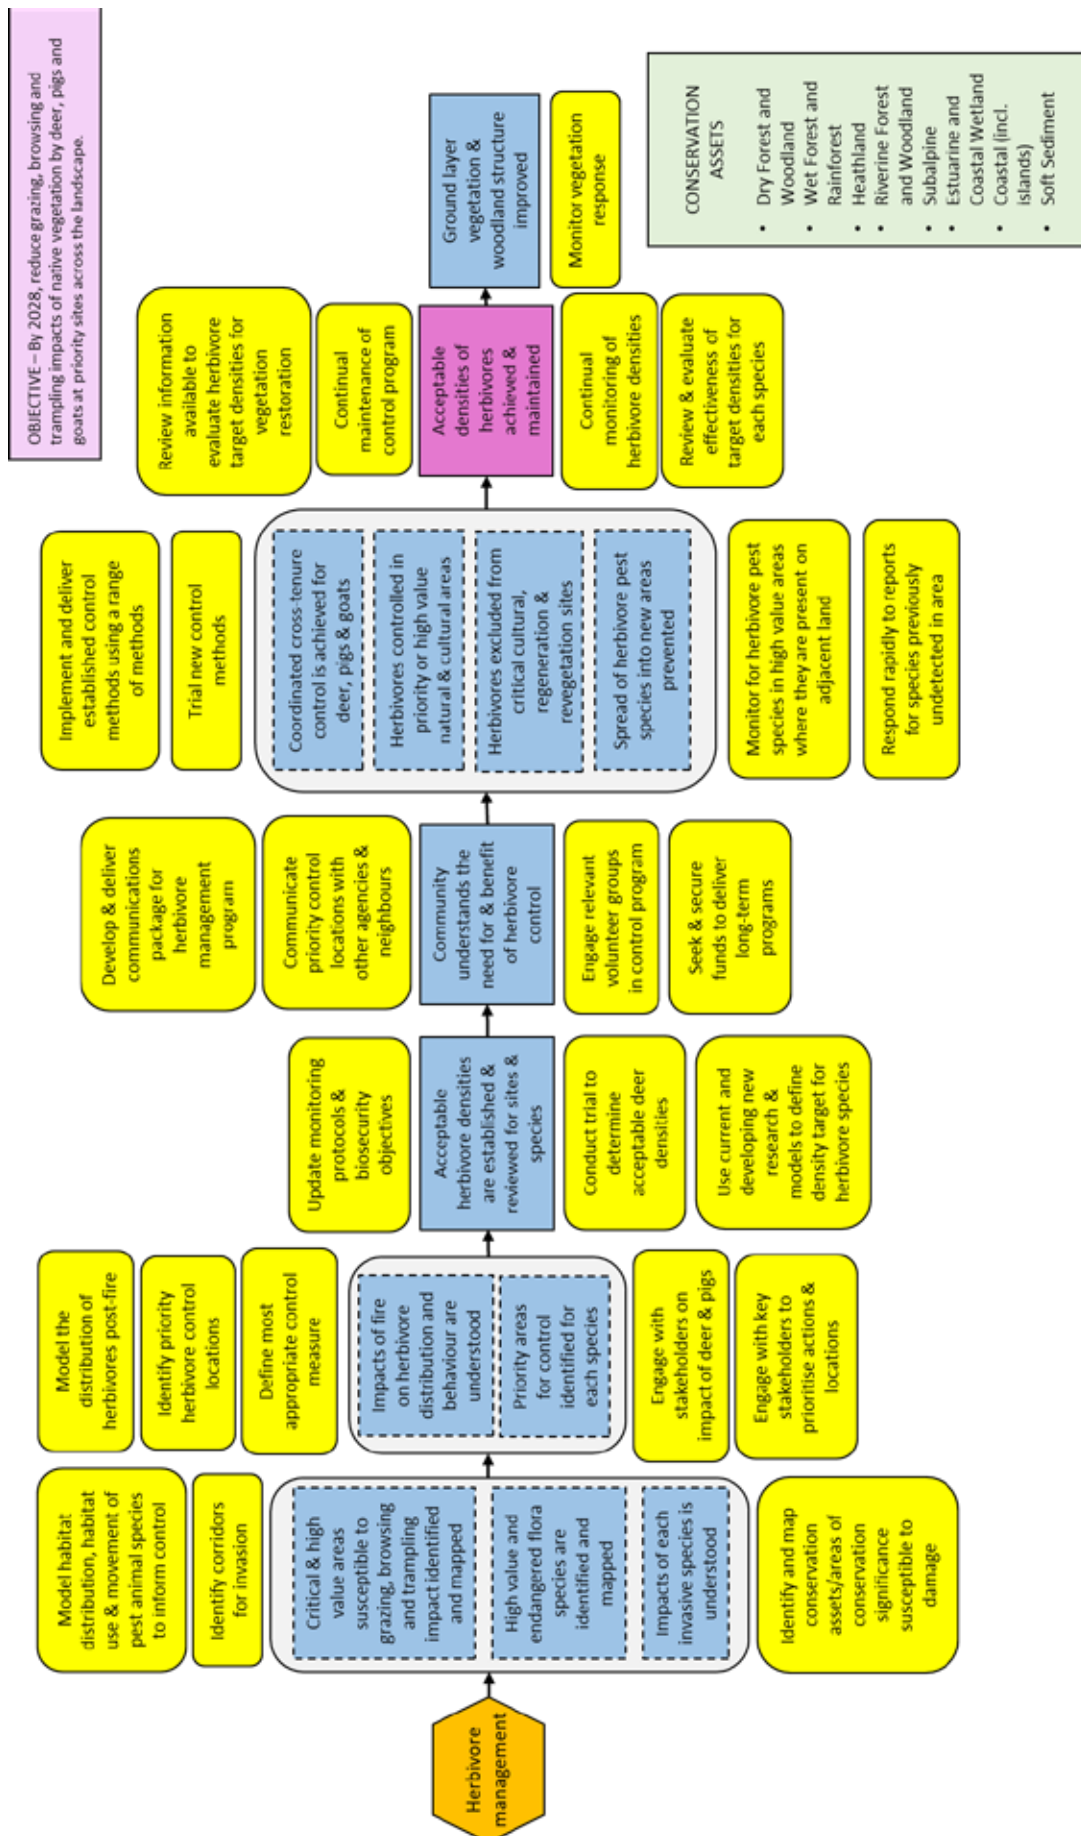 OBJECTIVE – By 2028, reduce grazing, browsing and
trampling impacts of native vegetation by deer, pigs and
goats at priority sites across the landscape.
Herbivore
management
Model habitat
distribution, habitat
use & movement of
pest animal species
to inform control
Identify corridors
for invasion
Critical & high
value areas
susceptible to
grazing, browsing
and trampling
impact identified
and mapped
High value and
endangered flora
species are
identified and
mapped
Impacts of each
invasive species is
understood
Identify and map
conservation
assets/areas of
conservation
significance
susceptible to
damage
Model the
distribution of
herbivores post-fire
Identify priority
herbivore control
locations
Define most
appropriate control
measure
Impacts of fire
on herbivore
distribution and
behaviour are
understood
Priority areas
for control
identified for
each species
Engage with
stakeholders on
impact of deer & pigs
Engage with key
stakeholders to
prioritise actions &
locations
Update monitoring
protocols &
biosecurity
objectives
Acceptable
herbivore densities
are established &
reviewed for sites &
species
Conduct trial to
determine
acceptable deer
densities
Use current and
developing new
research &
models to define
density target for
herbivore species
Develop & deliver
communications
package for
herbivore
management
program
Communicate
priority control
locations with
other agencies &
neighbours
Community
understands the
need for & benefit
of herbivore
control
Engage relevant
volunteer groups
in control program
Seek & secure
funds to deliver
long-term
programs
Implement and deliver
established control
methods using a range
of methods
Trial new control
methods
Coordinated cross-tenure
control is achieved for
deer, pigs & goats
Herbivores controlled in
priority or high value
natural & cultural areas
Herbivores excluded from
critical cultural,
regeneration &
revegetation sites
Spread of herbivore pest
species into new areas
prevented
Monitor for herbivore pest
species in high value areas
where they are present on
adjacent land
Respond rapidly to reports
for species previously
undetected in area
Review information
available to
evaluate herbivore
target densities for
vegetation
restoration
Continual
maintenance of
control program
Acceptable
densities of
herbivores
achieved &
maintained
Continual
monitoring of
herbivore densities
Review & evaluate
effectiveness of
target densities for
each species
Ground layer
vegetation &
woodland structure
improved
Monitor vegetation
response
CONSERVATION
ASSETS
• Dry Forest and
Woodland
• Wet Forest and
Rainforest
• Heathland
• Riverine Forest
and Woodland
• Subalpine
• Estuarine and
Coastal Wetland
• Coastal (incl.
islands)
• Soft Sediment